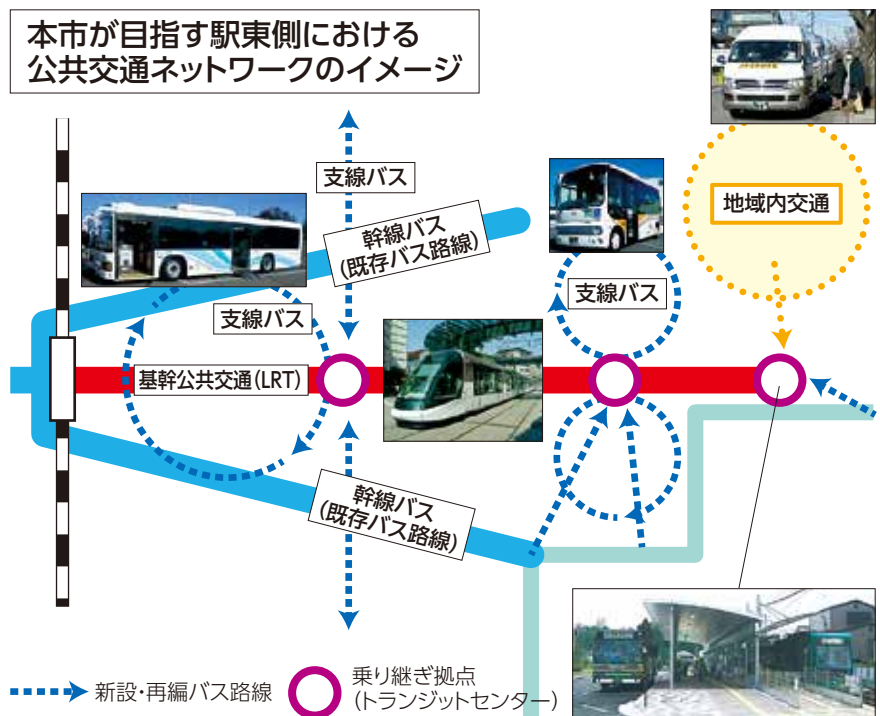 本市が目指す駅東側における
公共交通ネットワークのイメージ
支線バス
幹線バス
(既存バス路線)
地域内交通
支線バス
支線バス
基幹公共交通(LRT)
幹線バス
(既存バス路線)
新設・再編バス路線
乗り継ぎ拠点
(トランジットセンター)